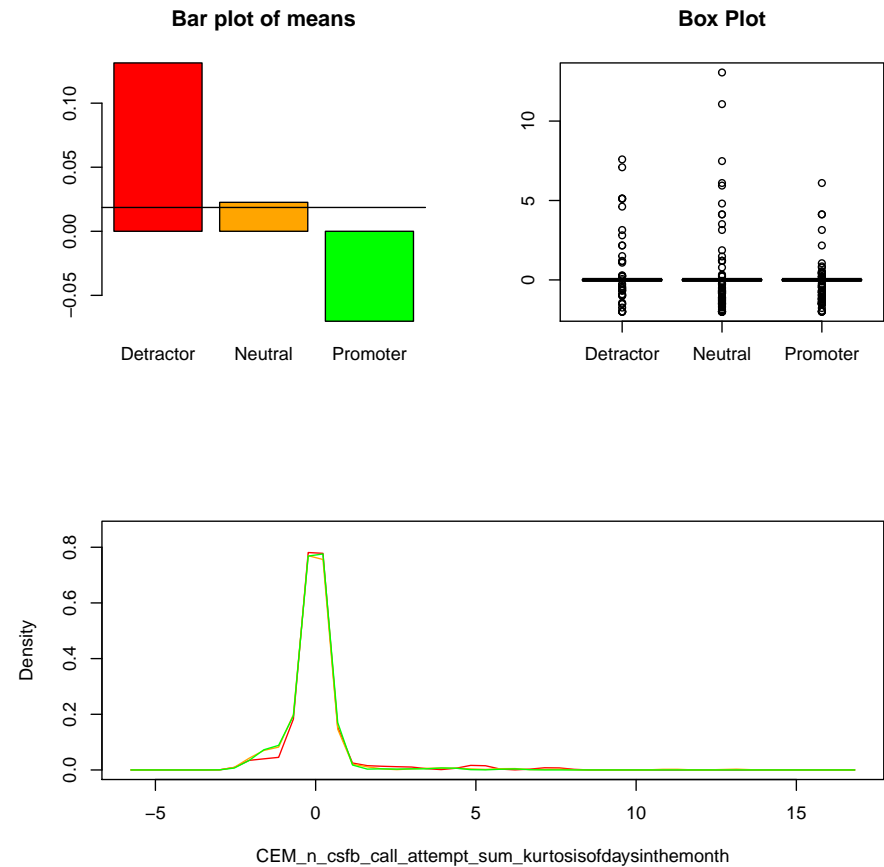 Bar plot of means
Box Plot
0.10
0.05
0.00
−0.05
Detractor Neutral Promoter
10
5
0
Detractor Neutral Promoter
0.8
0.6
0.4
0.2
0.0
Density
−5 0 5 10 15
CEM_n_csfb_call_attempt_sum_kurtosisofdaysinthemonth